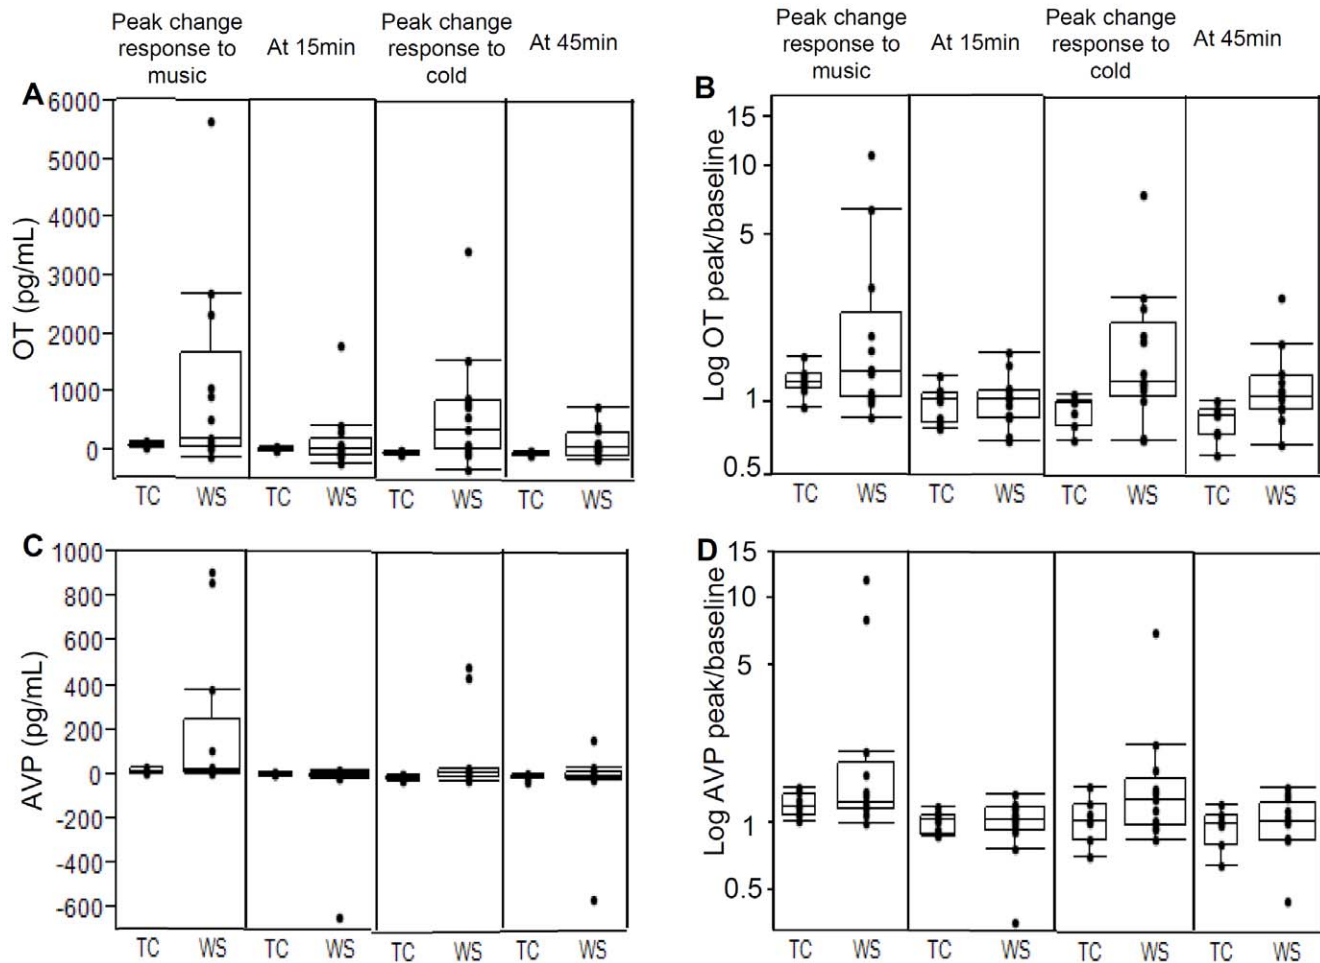 Peak change
response to
music
At 15min
Peak change
response to
cold
At 45min
A
6000
5000
4000
3000
2000
1000
0
OT (pg/mL)
TC
WS
TC
WS
TC
WS
TC
WS
Peak change
response to
music
At 15min
Peak change
response to
cold
At 45min
B
15
10
5
1
0.5
Log OT peak/baseline
TC
WS
TC
WS
TC
WS
TC
WS
C
1000
800
600
400
200
0
-200
-400
-600
AVP (pg/mL)
TC
WS
TC
WS
TC
WS
TC
WS
D
15
10
5
1
0.5
Log AVP peak/baseline
TC
WS
TC
WS
TC
WS
TC
WS